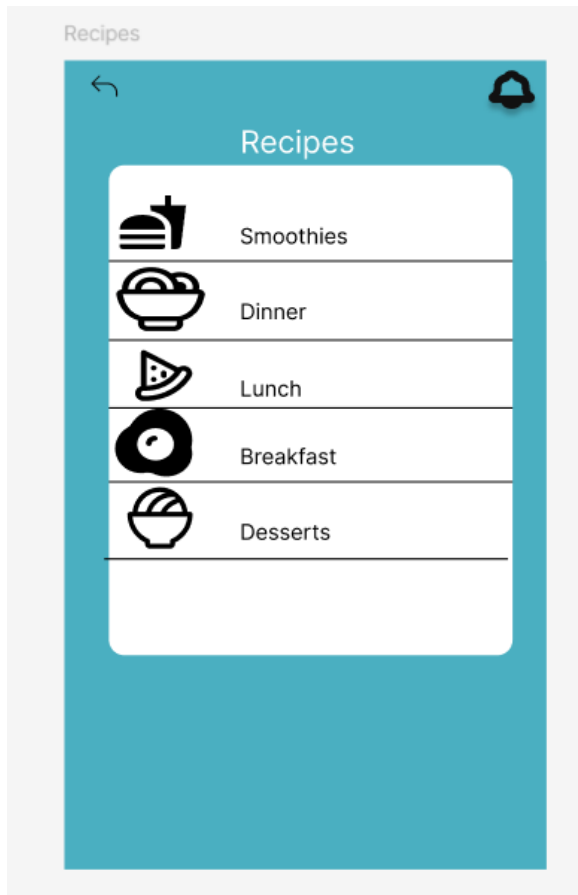 Recipes
Recipes
Smoothies
Dinner
Lunch
Breakfast
Desserts